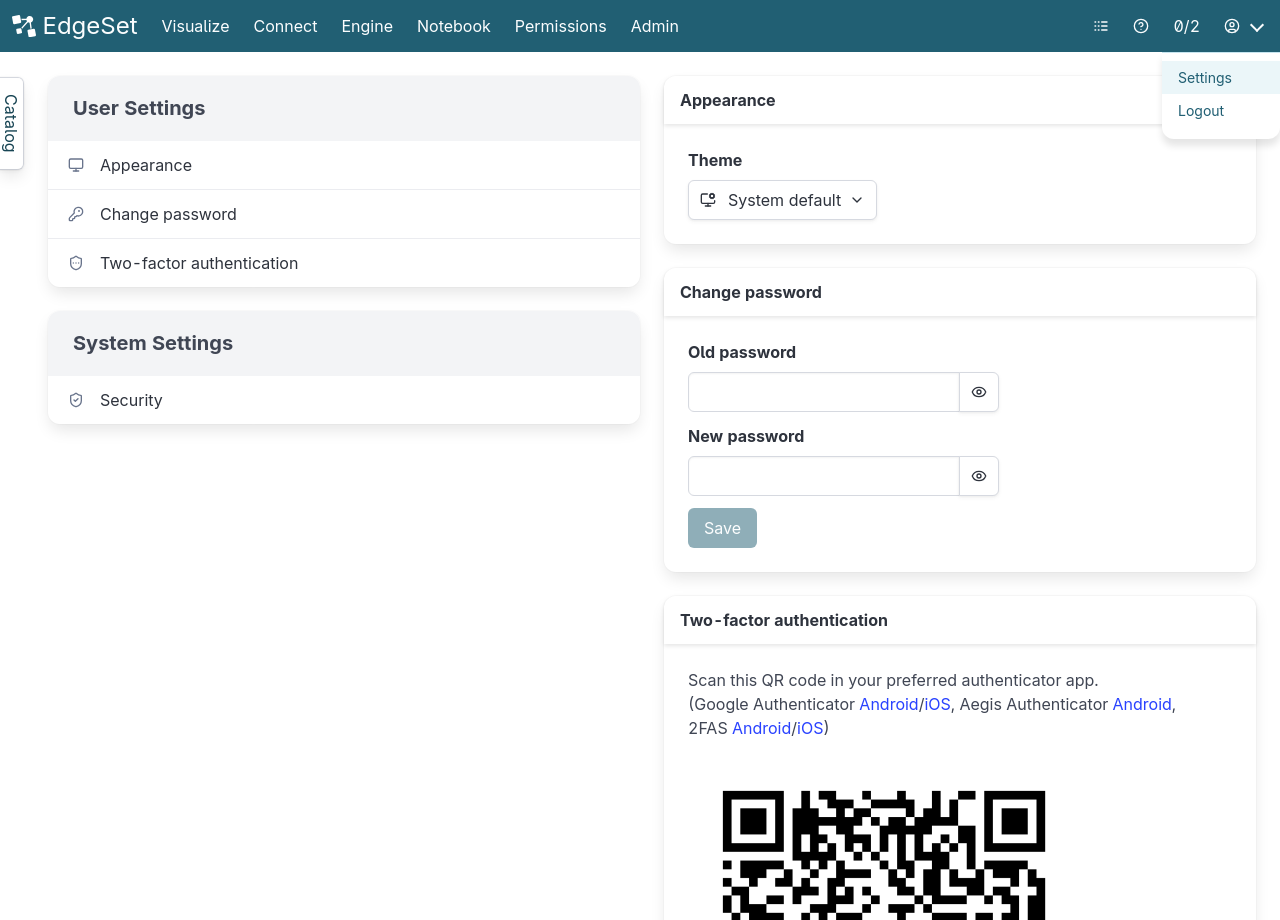 EdgeSet
Visualize
Connect
Engine
Notebook
Permissions
Admin
0/2
Settings
Logout
Catalog
User Settings
Appearance
Change password
Two-factor authentication
System Settings
Security
Appearance
Theme
System default
Change password
Old password
New password
Save
Two-factor authentication
Scan this QR code in your preferred authenticator app.
(Google Authenticator Android/iOS, Aegis Authenticator Android,
2FAS Android/iOS)